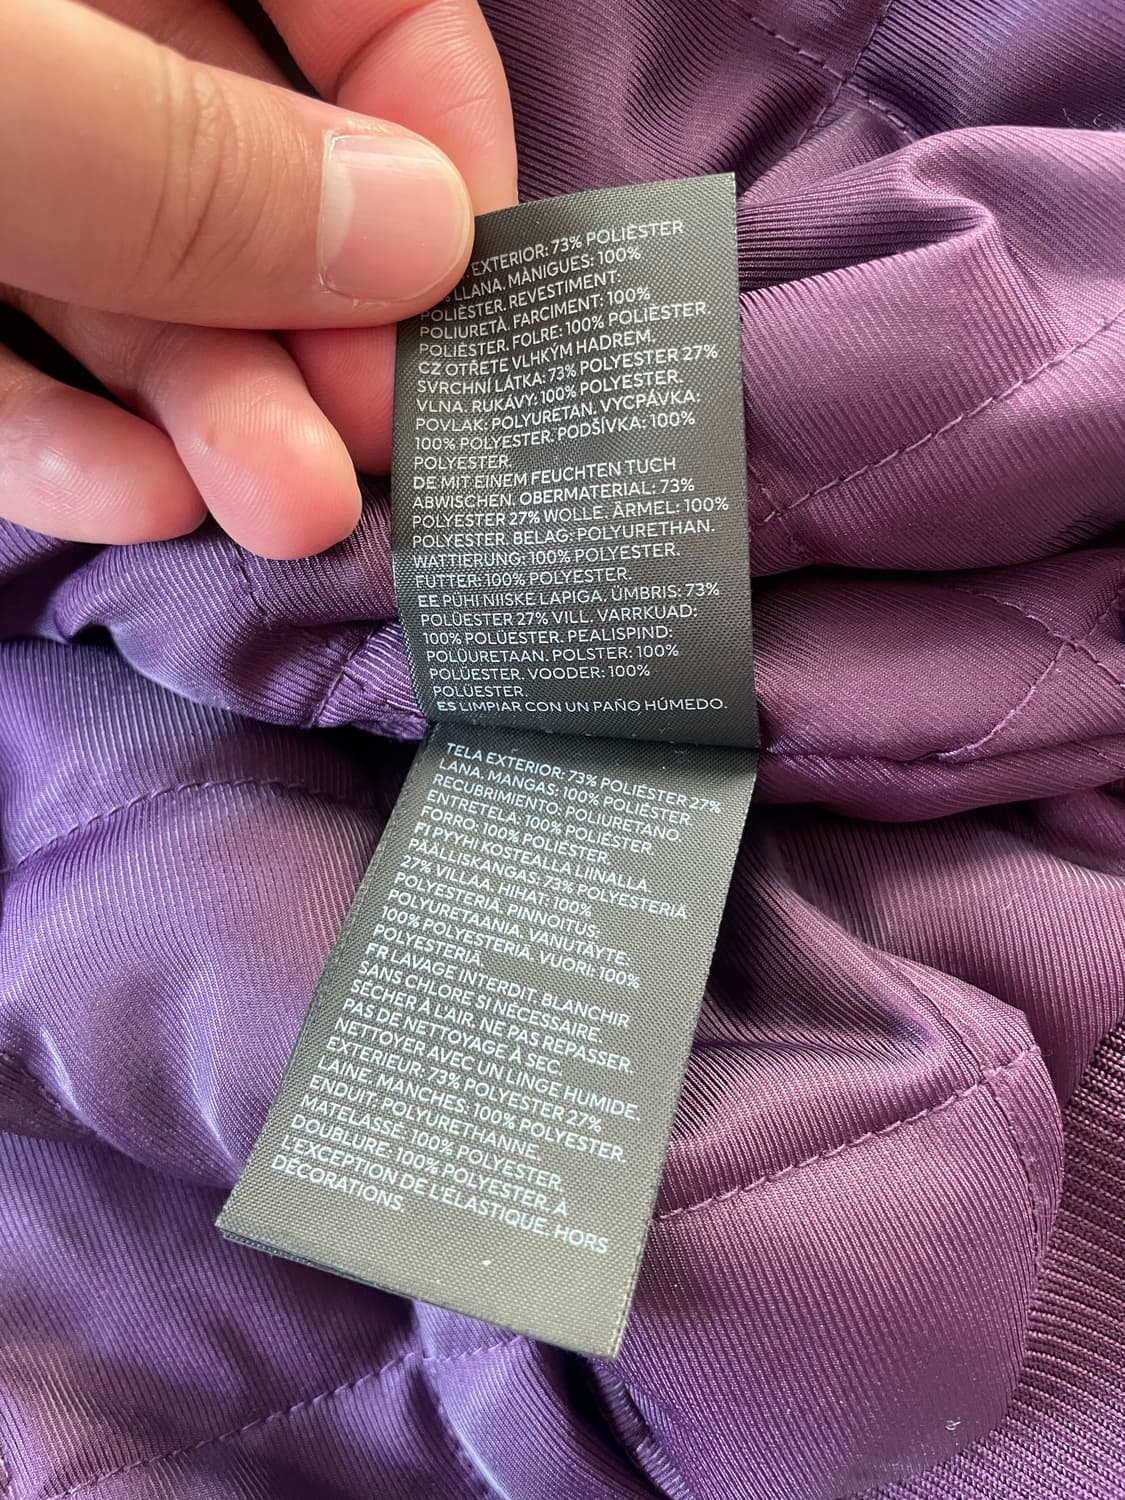 EXTERIOR: 73% POLIÈSTER
% LLANA. MÀNIGUES: 100%
POLIÈSTER. REVESTIMENT:
POLIURETÀ. FARCIMENT: 100%
POLIÈSTER. FOLRE: 100% POLIÈSTER.
CZ OTŘETE VLHKÝM HADREM.
SVRCHNÍ LÁTKA: 73% POLYESTER 27%
VLNA. RUKÁVY: 100% POLYESTER.
POVLAK: POLYURETAN. VYCPÁVKA:
100% POLYESTER. PODŠÍVKA: 100%
POLYESTER.
DE MIT EINEM FEUCHTEN TUCH
ABWISCHEN. OBERMATERIAL: 73%
POLYESTER 27% WOLLE. ÄRMEL: 100%
POLYESTER. BELAG: POLYURETHAN.
WATTIERUNG: 100% POLYESTER.
FUTTER: 100% POLYESTER.
EE PÜHI NIISKE LAPIGA. ÜMBRIS: 73%
POLÜESTER 27% VILL. VARRKUAD:
100% POLÜESTER. PEALISPIND:
POLÜURETAAN. POLSTER: 100%
POLÜESTER. VOODER: 100%
POLÜESTER.
ES LIMPIAR CON UN PAÑO HÚMEDO.
TELA EXTERIOR: 73% POLIÉSTER 27%
LANA. MANGAS: 100% POLIÉSTER.
RECUBRIMIENTO: POLIURETANO
ENTRETELA: 100% POLIÉSTER.
FORRO: 100% POLIÉSTER.
FI PYYHI KOSTEALLA LIINALLA.
PÄÄLLISKANGAS: 73% POLYESTERIÄ
27% VILLAA. HIHAT: 100%
POLYESTERIÄ. PINNOITUS:
POLYURETAANIA. VANUTÄYTE.
100% POLYESTERIÄ. VUORI: 100%
POLYESTERIÄ.
FR LAVAGE INTERDIT. BLANCHIR
SANS CHLORE SI NÉCESSAIRE.
SÉCHER À L'AIR. NE PAS REPASSER.
PAS DE NETTOYAGE À SEC.
NETTOYER AVEC UN LINGE HUMIDE.
EXTERIEUR: 73% POLYESTER 27%
LAINE. MANCHES: 100% POLYESTER.
ENDUIT: POLYURETHANNE.
MATELASSÉ: 100% POLYESTER.
DOUBLURE: 100% POLYESTER. À
L'EXCEPTION DE L'ÉLASTIQUE. HORS
DÉCORATIONS.